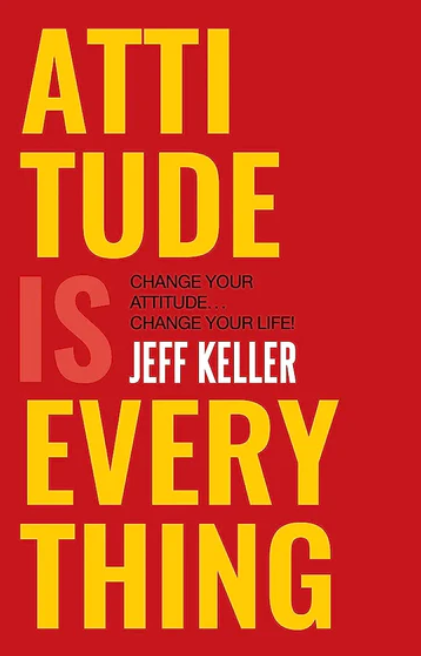 ATTI
TUDE
IS
CHANGE YOUR
ATTITUDE...
CHANGE YOUR LIFE!
JEFF KELLER
EVERY
THING